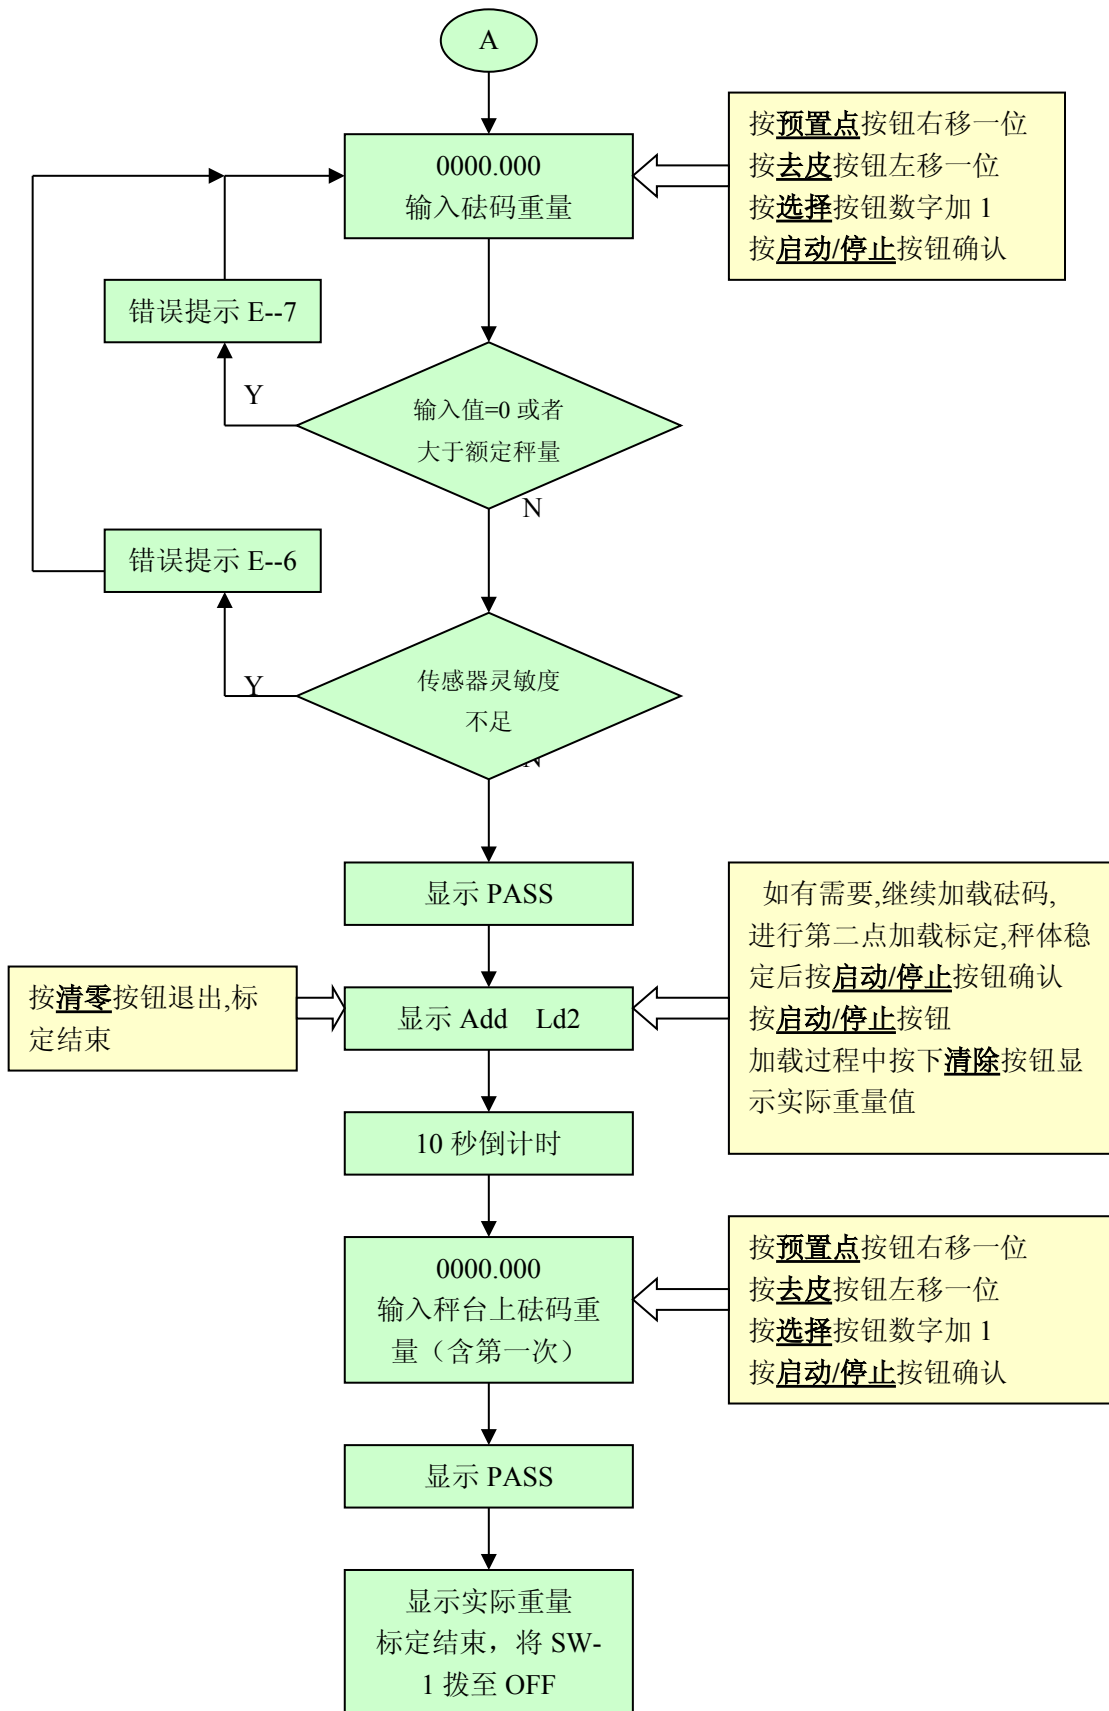 A
0000.000
输入砝码重量
按预置点按钮右移一位
按去皮按钮左移一位
按选择按钮数字加 1
按启动/停止按钮确认
错误提示 E--7
Y
输入值=0 或者
大于额定秤量
N
错误提示 E--6
Y
传感器灵敏度
不足
N
显示 PASS
如有需要,继续加载砝码,
进行第二点加载标定,秤体稳
定后按启动/停止按钮确认
按启动/停止按钮
加载过程中按下清除按钮显
示实际重量值
按清零按钮退出,标
定结束
显示 Add Ld2
10 秒倒计时
0000.000
输入秤台上砝码重
量（含第一次）
按预置点按钮右移一位
按去皮按钮左移一位
按选择按钮数字加 1
按启动/停止按钮确认
显示 PASS
显示实际重量
标定结束，将 SW-
1 拨至 OFF